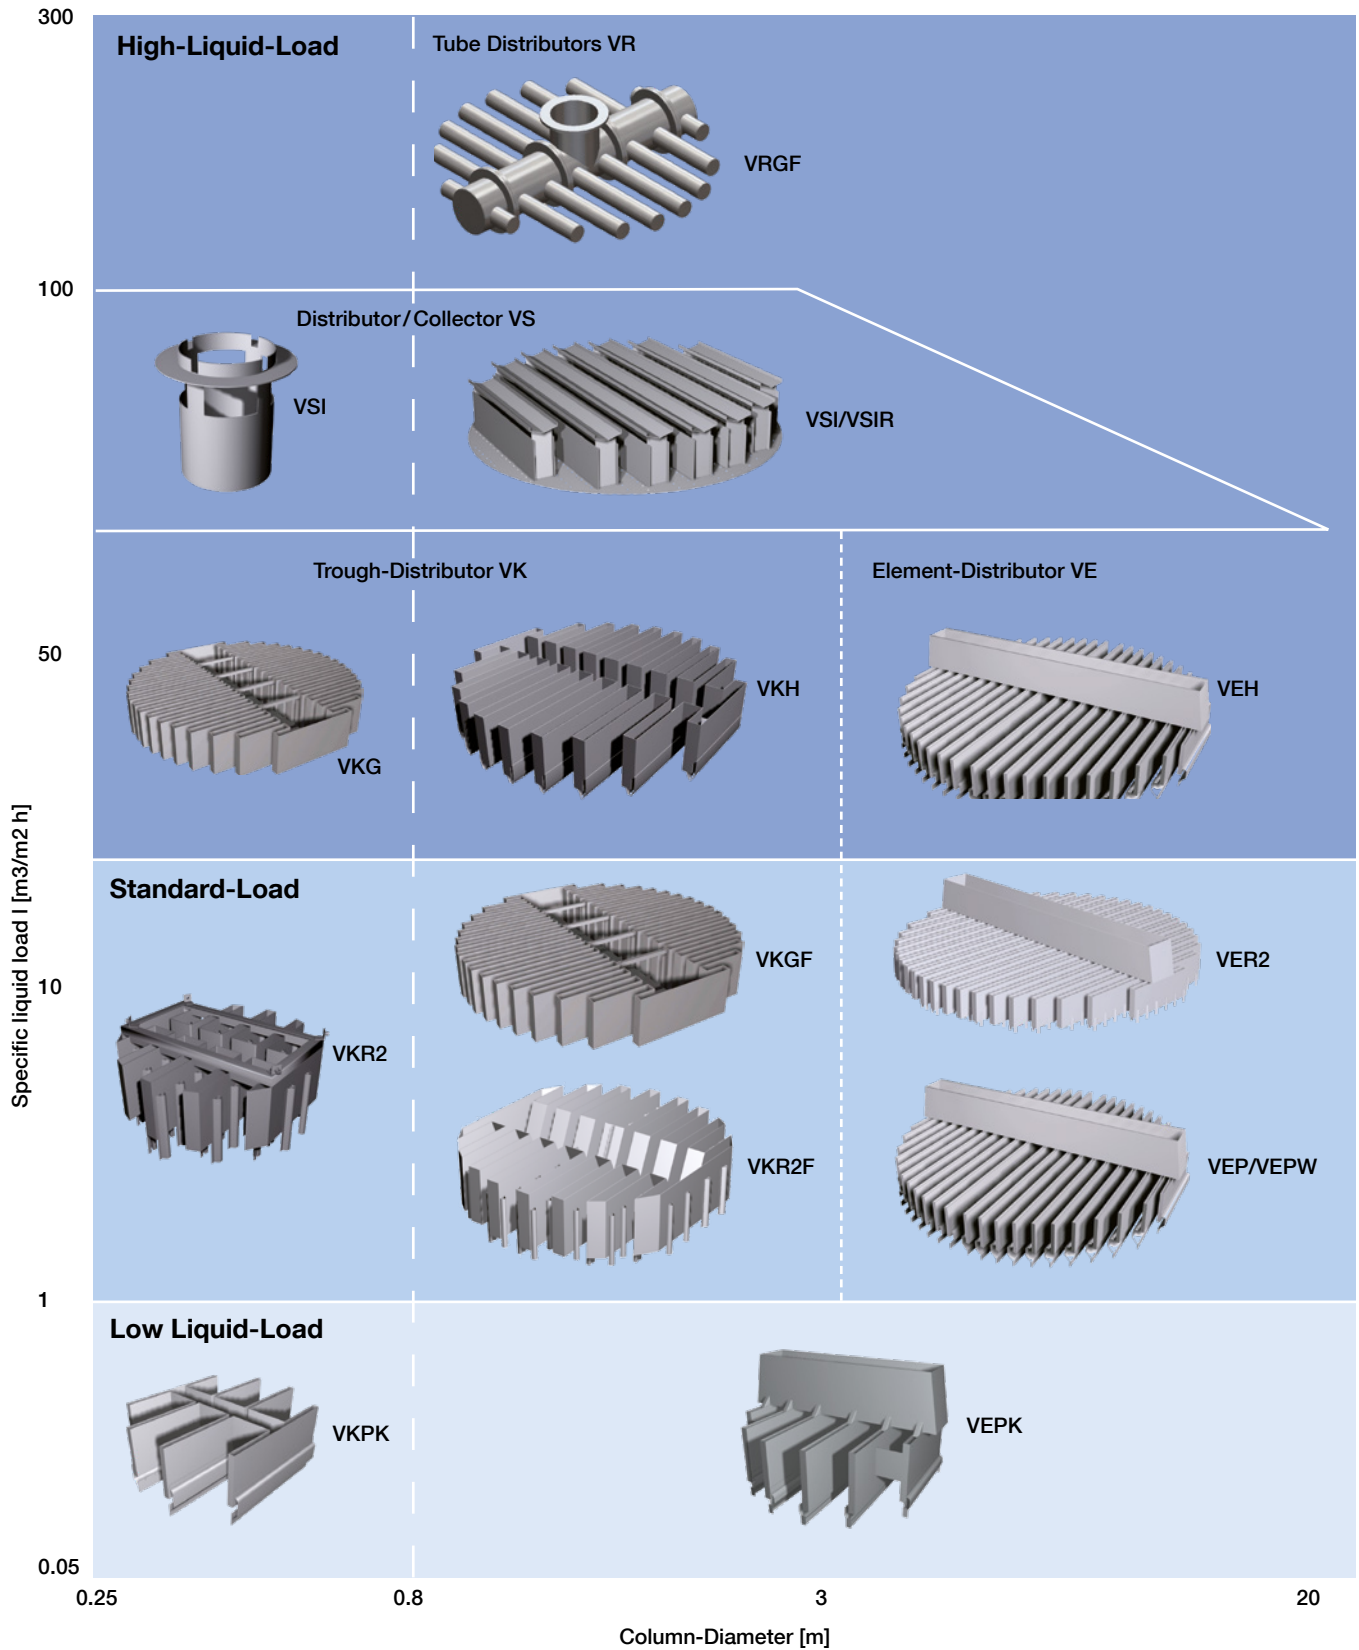 300
High-Liquid-Load
Tube Distributors VR
VRGF
100
Distributor/Collector VS
VSI
VSI/VSIR
Trough-Distributor VK
Element-Distributor VE
50
VKG
VKH
VEH
Specific liquid load l [m3/m2 h]
Standard-Load
10
VKR2
VKGF
VER2
VKR2F
VEP/VEPW
1
Low Liquid-Load
VKPK
VEPK
0.05
0.25
0.8
3
20
Column-Diameter [m]